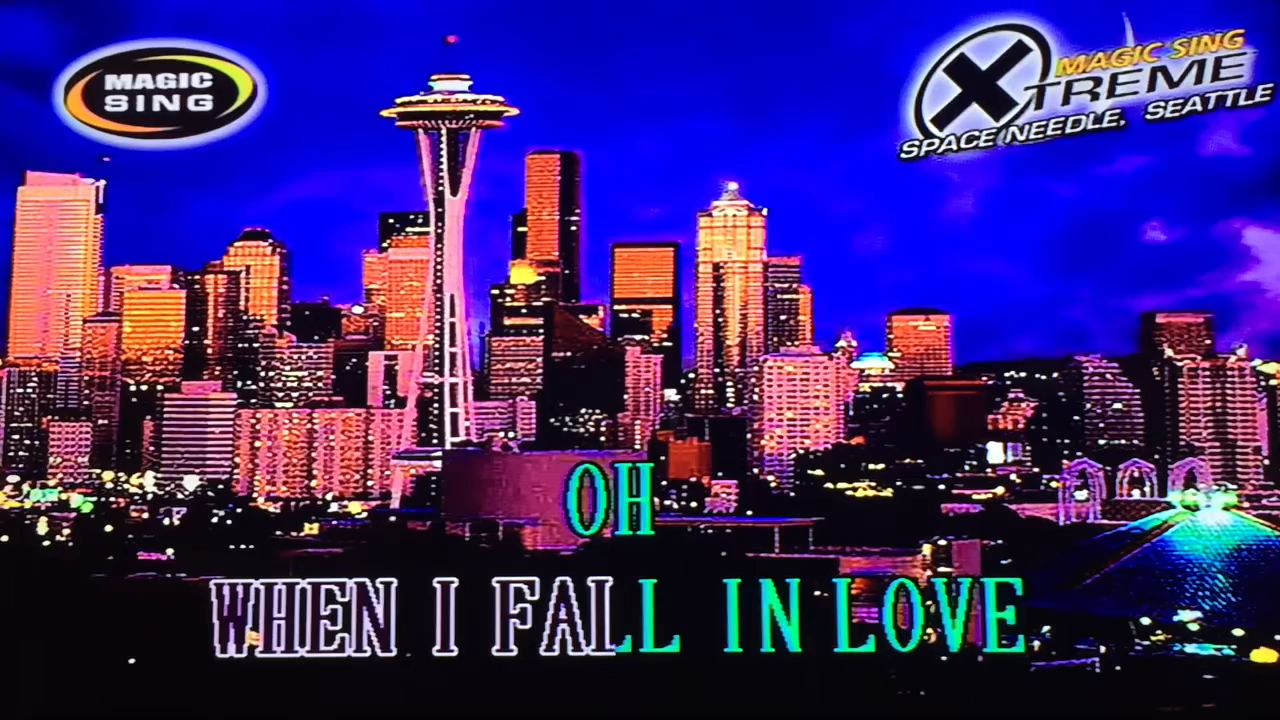 MAGIC
SING
MAGIC SING
XTREME
SPACE NEEDLE, SEATTLE
OH
WHEN I FALL IN LOVE